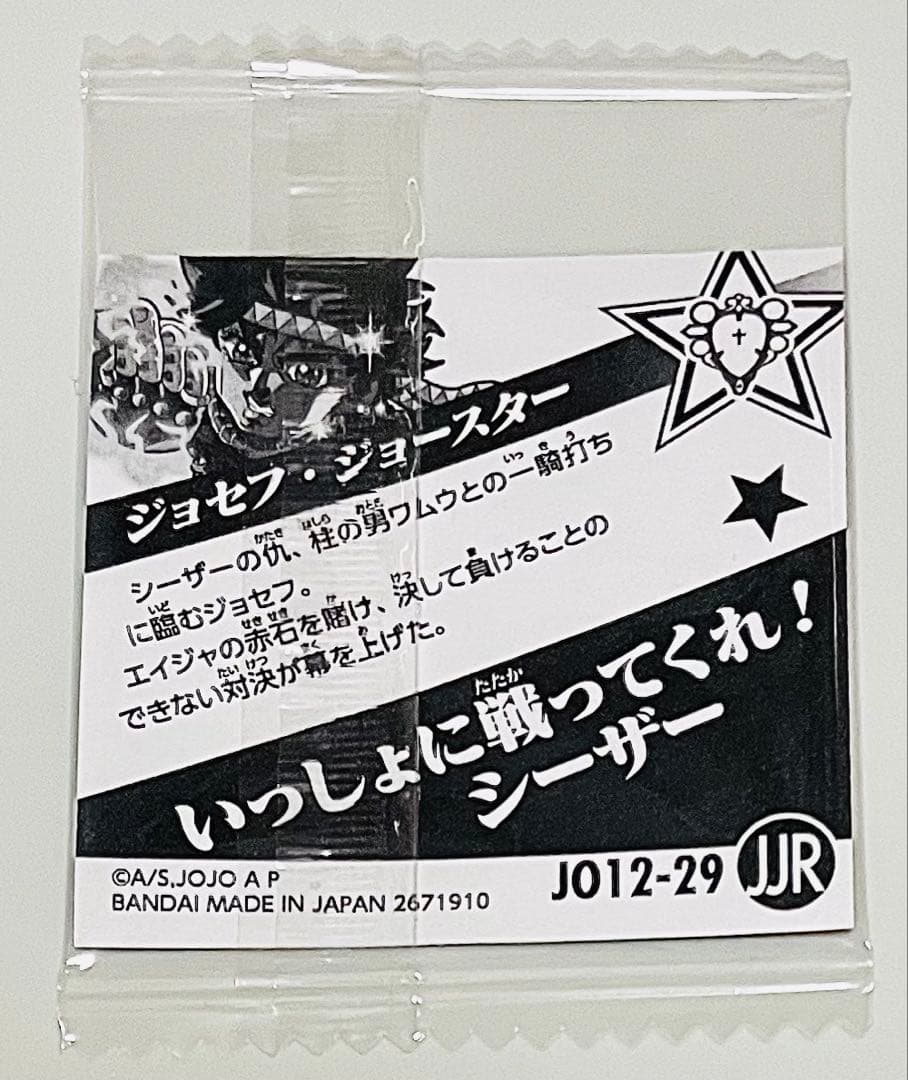 ジョセフ・ジョースター
シーザーの仇、柱の男ワムウとの一騎打ち
に臨むジョセフ。
エイジャの赤石を賭け、決して負けることの
できない対決が幕を上げた。
いっしょに戦ってくれ!
シーザー
©A/S,JOJO A P
BANDAI MADE IN JAPAN 2671910
JO12-29 JJR